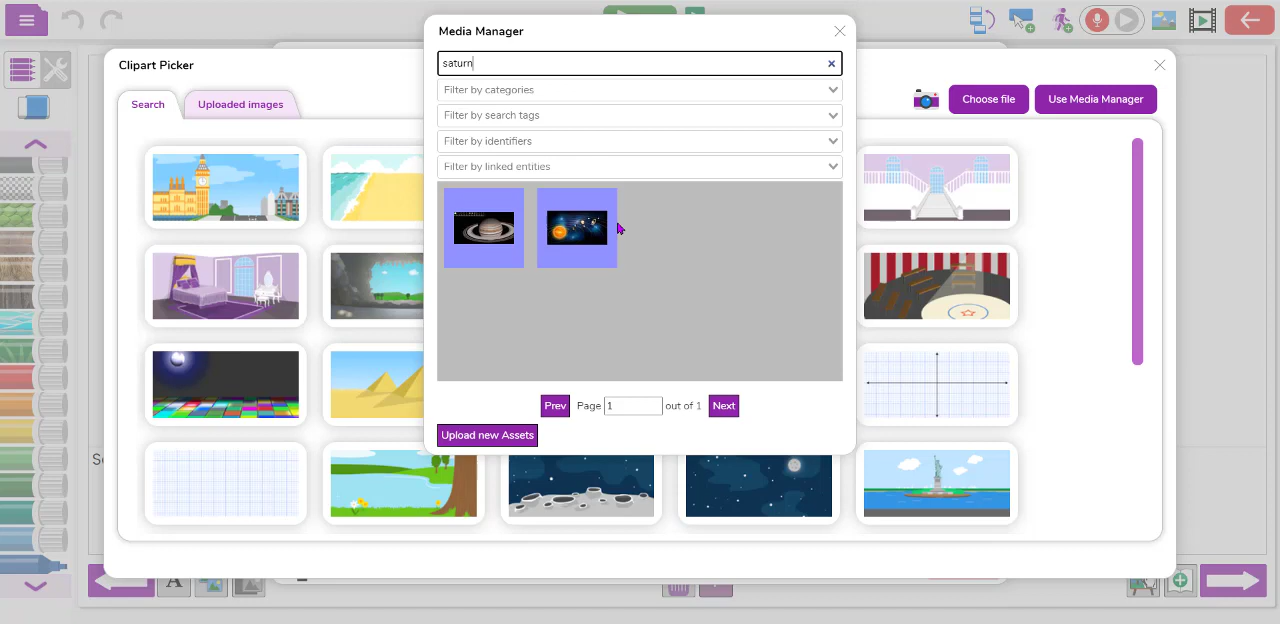 Media Manager
Clipart Picker
saturn
Search
Uploaded images
Filter by categories
Choose file
Use Media Manager
Filter by search tags
Filter by identifiers
Filter by linked entities
Prev
Page
1
out of 1
Next
Upload new Assets
A